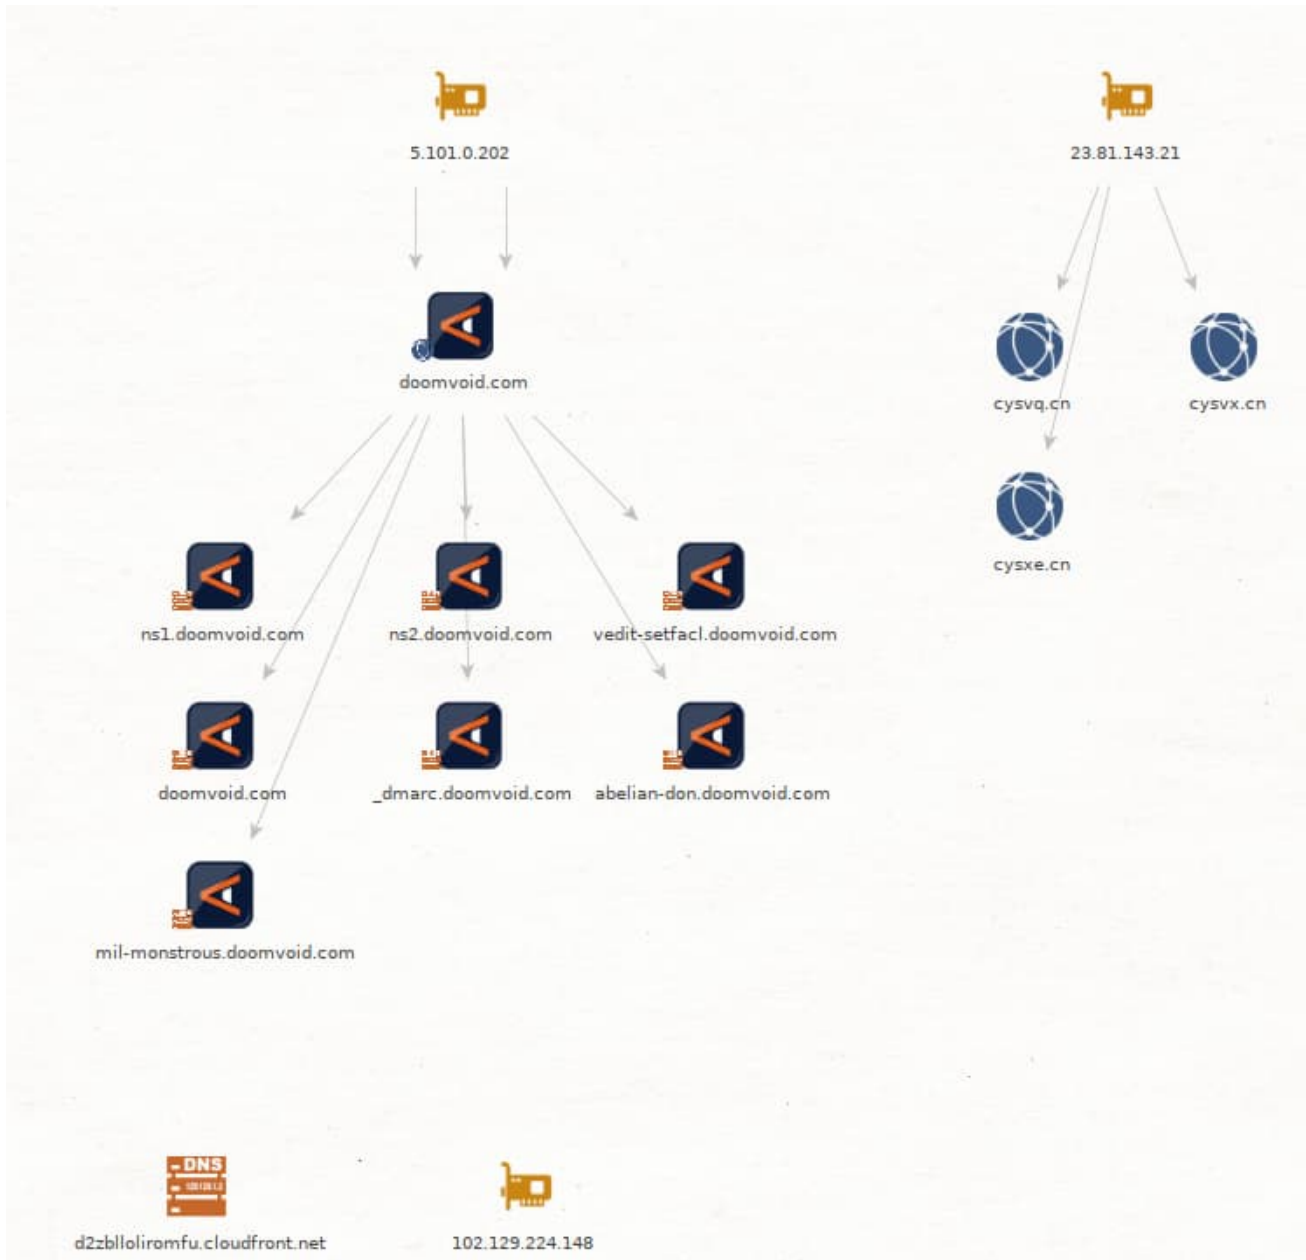 5.101.0.202
23.81.143.21
doomvoid.com
cysvq.cn
cysvx.cn
cysxe.cn
ns1.doomvoid.com
ns2.doomvoid.com
vedit-setfacl.doomvoid.com
doomvoid.com
_dmarc.doomvoid.com
abelian-don.doomvoid.com
mil-monstrous.doomvoid.com
DNS
d2zblloliromfu.cloudfront.net
102.129.224.148